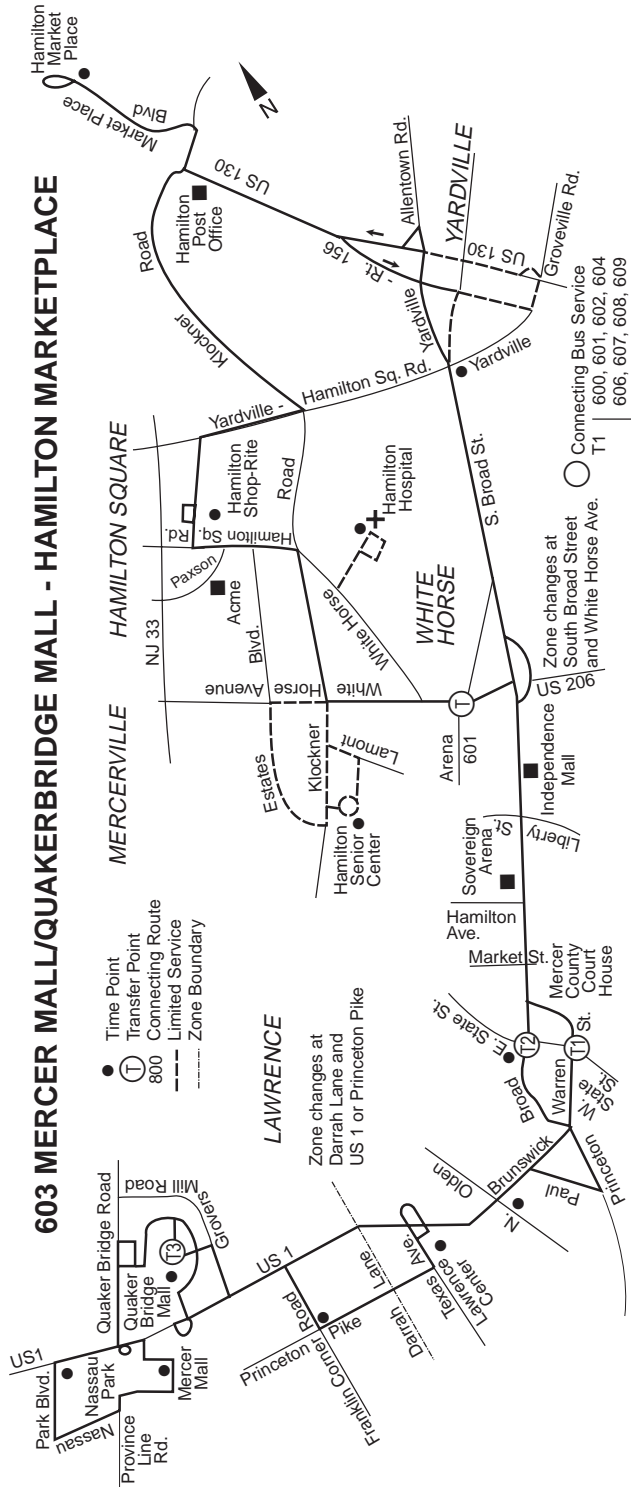 603 MERCER MALL/QUAKERBRIDGE MALL - HAMILTON MARKETPLACE
US1
Park Blvd.
Nassau
Park
Nassau
Province
Line
Rd.
Mercer
Mall
Quaker Bridge Road
Quaker
Bridge
Mall
T3
Grovers Mill Road
US 1
Princeton
Pike
Franklin Corner Road
Darrah
Lane
Texas Ave.
Lawrence
Center
LAWRENCE
Zone changes at
Darrah Lane and
US 1 or Princeton Pike
Time Point
T
Transfer Point
800
Connecting Route
Limited Service
Zone Boundary
Olden
N.
Brunswick
Paul
Princeton
Broad
E. State St.
T2
Warren
St.
T1
W.
State
St.
Mercer
County
Court
House
Market St.
Hamilton
Ave.
Sovereign
Arena
Liberty
St.
Independence
Mall
US 206
Zone changes at
South Broad Street
and White Horse Ave.
MERCERVILLE
HAMILTON SQUARE
NJ 33
Estates
Blvd.
Klockner
Road
Hamilton
Senior
Center
Lamont
White
Horse
Avenue
Arena
601
T
WHITE
HORSE
White Horse
Hamilton Sq.
Rd.
Paxson
Acme
Hamilton
Shop-Rite
Hamilton
Hospital
Yardville -
Hamilton Sq. Rd.
Klockner
Road
Hamilton
Post
Office
Market Place
Blvd
Hamilton
Market
Place
N
US 130
Rt. 156
Allentown Rd.
YARDVILLE
Yardville
US 130
Groveville Rd.
Yardville
S. Broad St.
Connecting Bus Service
T1
600, 601, 602, 604
606, 607, 608, 609